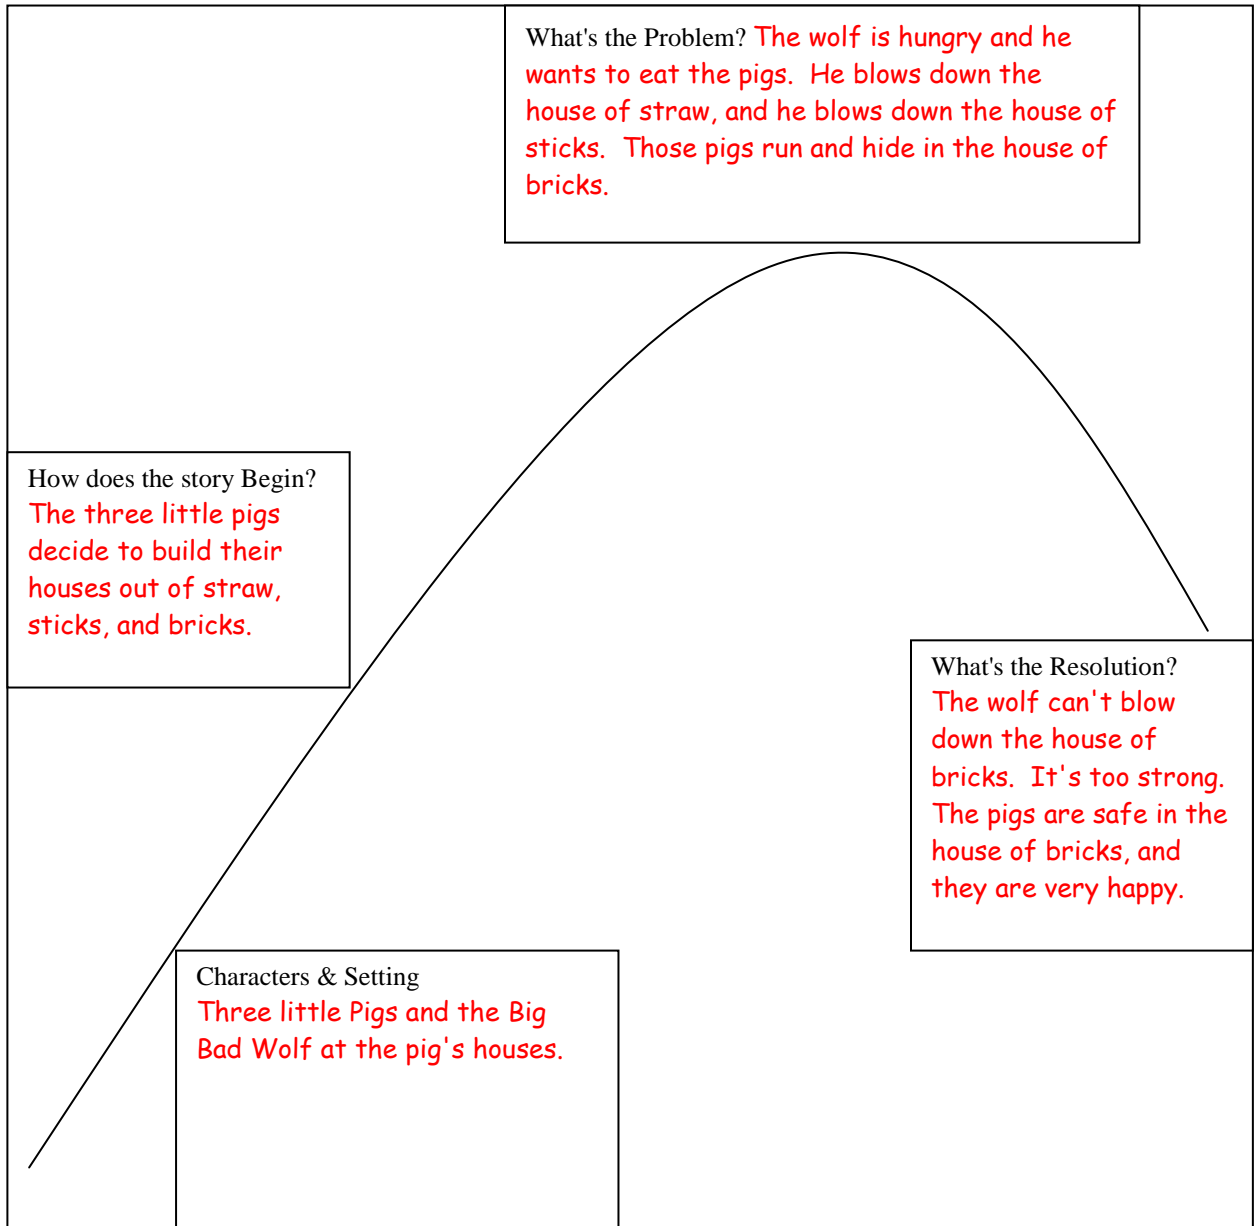 What's the Problem? The wolf is hungry and he
wants to eat the pigs.  He blows down the
house of straw, and he blows down the house of
sticks.  Those pigs run and hide in the house of
bricks.
How does the story Begin?
The three little pigs
decide to build their
houses out of straw,
sticks, and bricks.
What's the Resolution?
The wolf can't blow
down the house of
bricks.  It's too strong.
The pigs are safe in the
house of bricks, and
they are very happy.
Characters & Setting
Three little Pigs and the Big
Bad Wolf at the pig's houses.